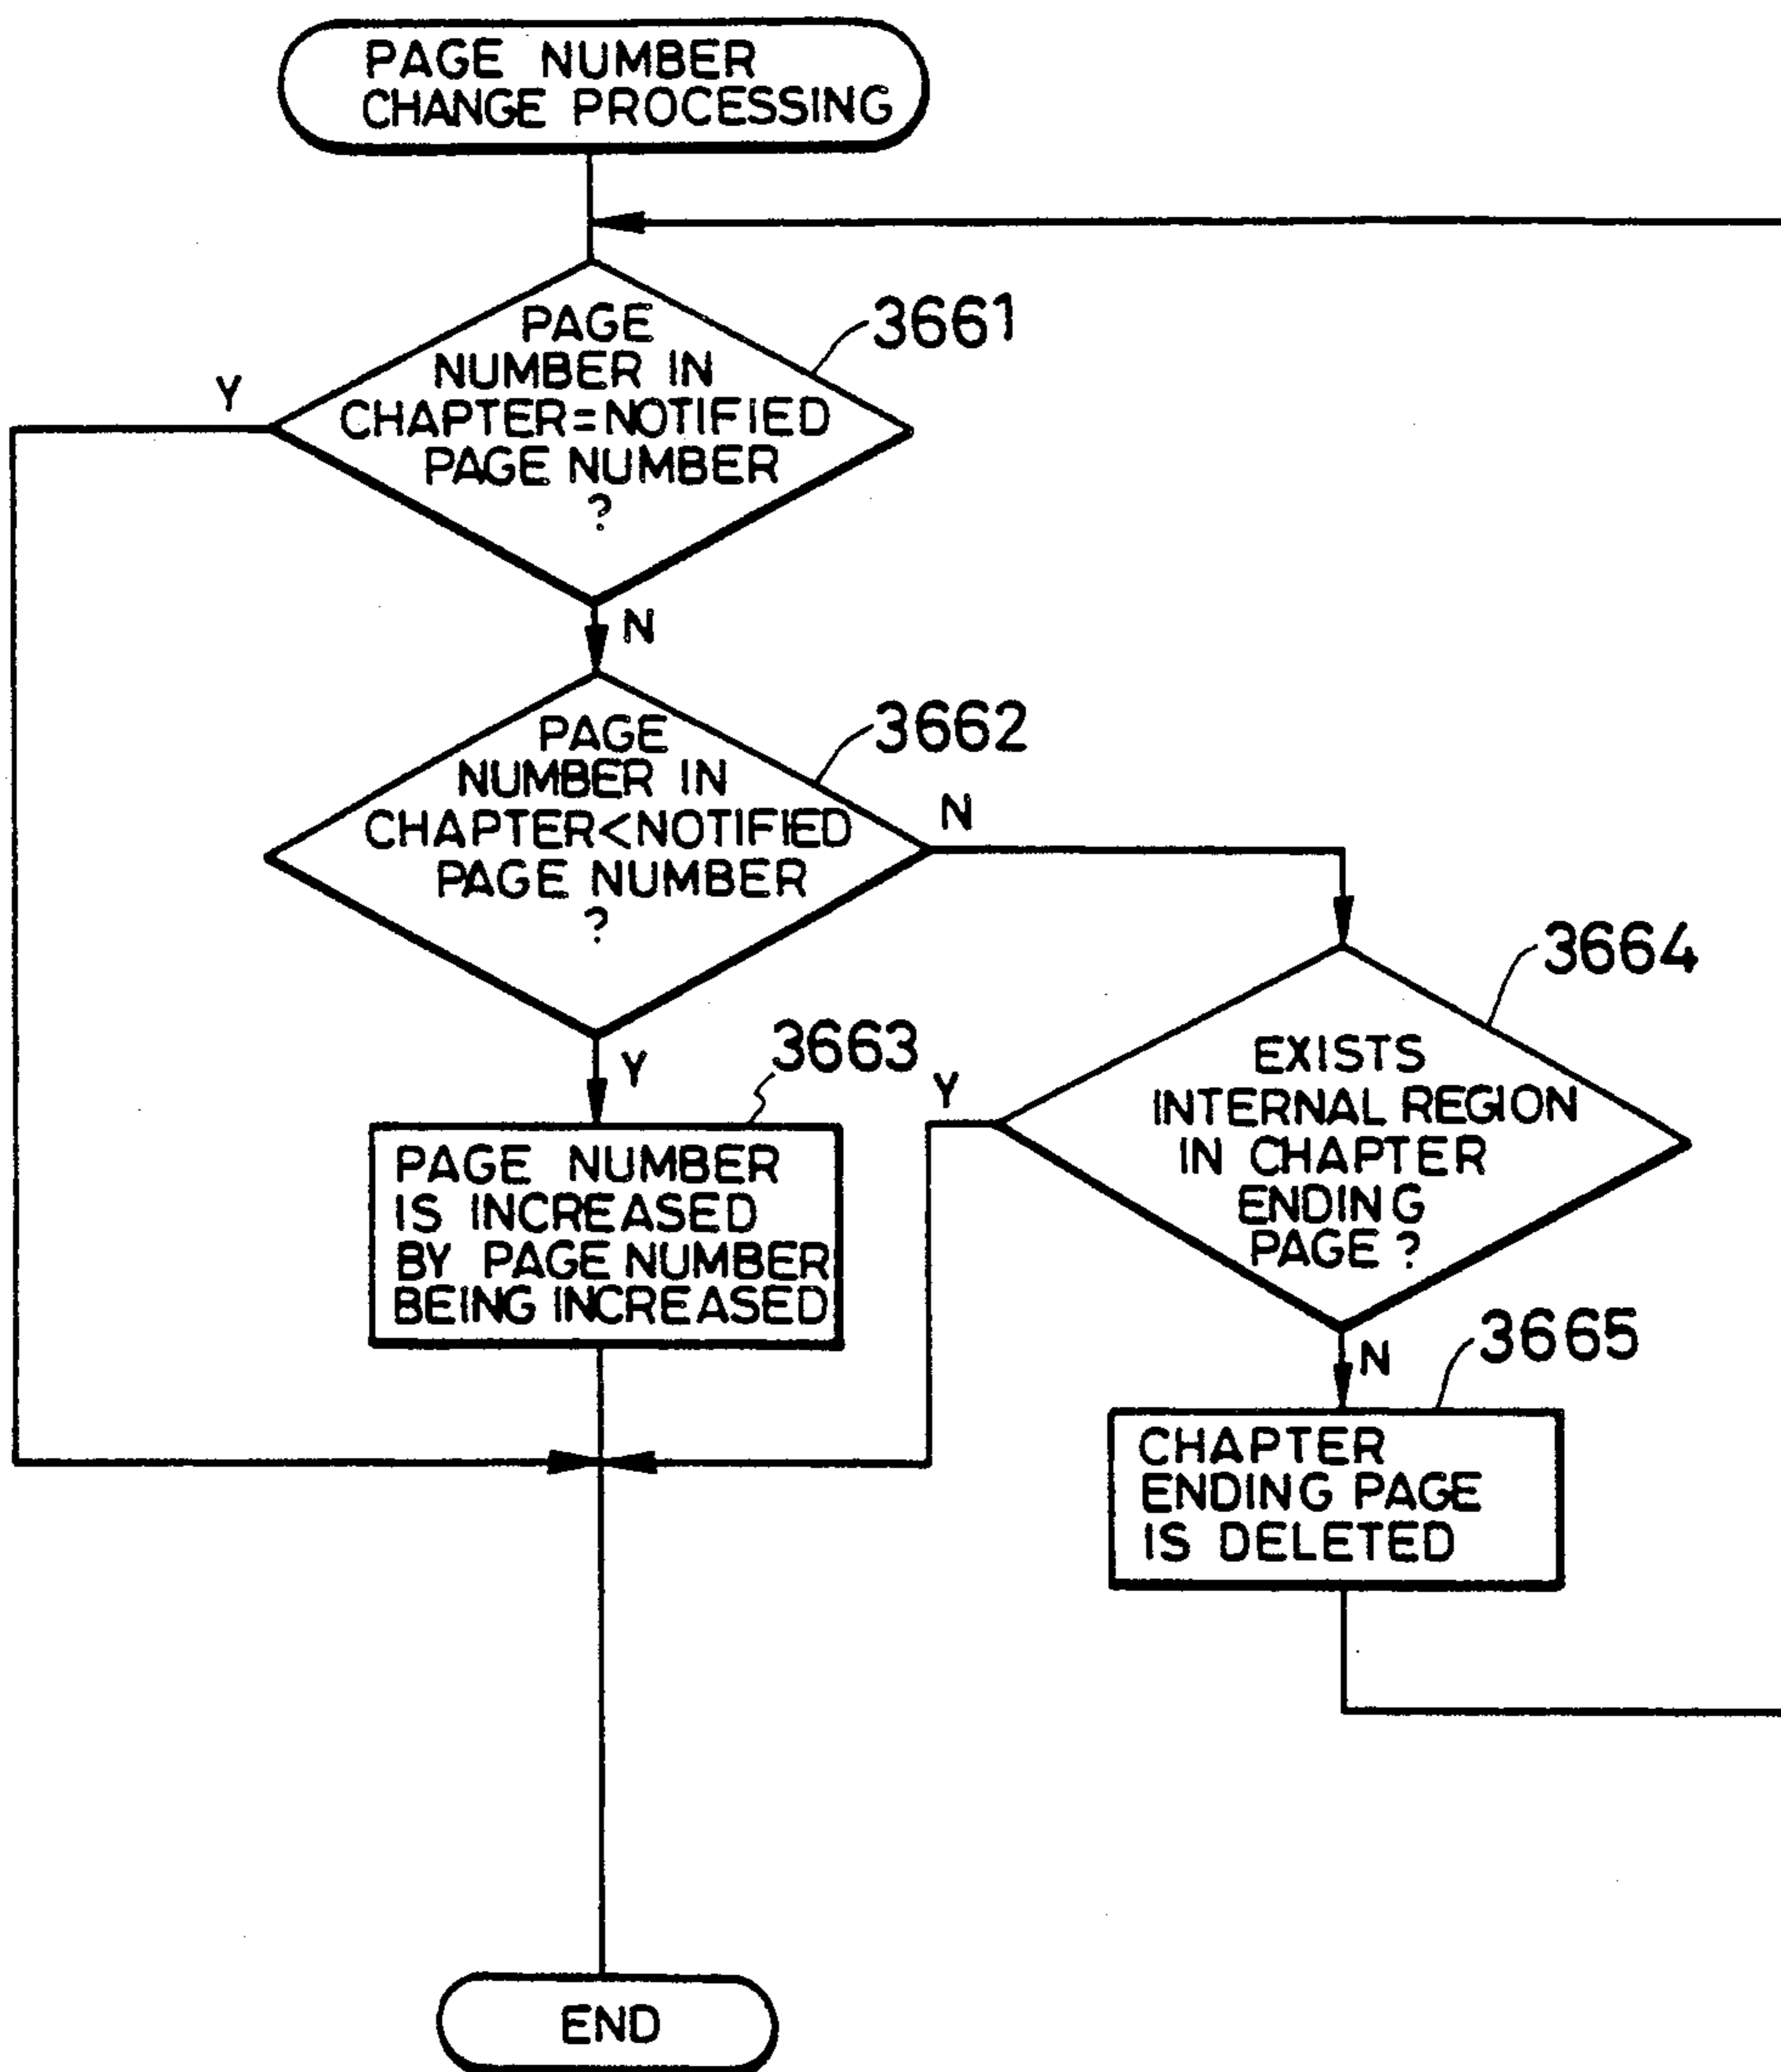 PAGE NUMBER
CHANGE PROCESSING
PAGE
NUMBER IN
CHAPTER=NOTIFIED
PAGE NUMBER
?
3661
Y
N
PAGE
NUMBER IN
CHAPTER<NOTIFIED
PAGE NUMBER
?
3662
N
Y
PAGE NUMBER
IS INCREASED
BY PAGE NUMBER
BEING INCREASED
3663
EXISTS
INTERNAL REGION
IN CHAPTER
ENDING
PAGE ?
3664
Y
N
CHAPTER
ENDING PAGE
IS DELETED
3665
END